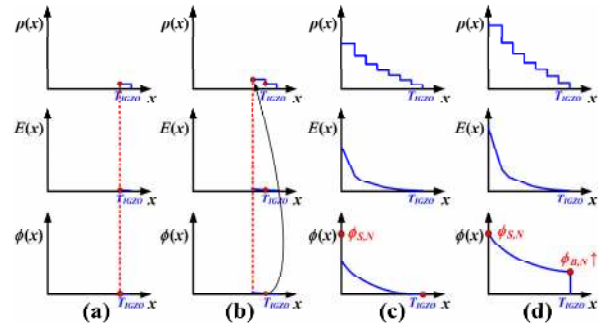 ρ(x) ρ(x) ρ(x) ρ(x)
T_IGZO x T_IGZO x T_IGZO x T_IGZO x
E(x) E(x) E(x) E(x)
T_IGZO x T_IGZO x T_IGZO x T_IGZO x
ϕ(x) ϕ(x) ϕ(x) ϕ_S,N ϕ(x) ϕ_S,N
ϕ_B,N↑
T_IGZO x T_IGZO x T_IGZO x T_IGZO x
(a) (b) (c) (d)